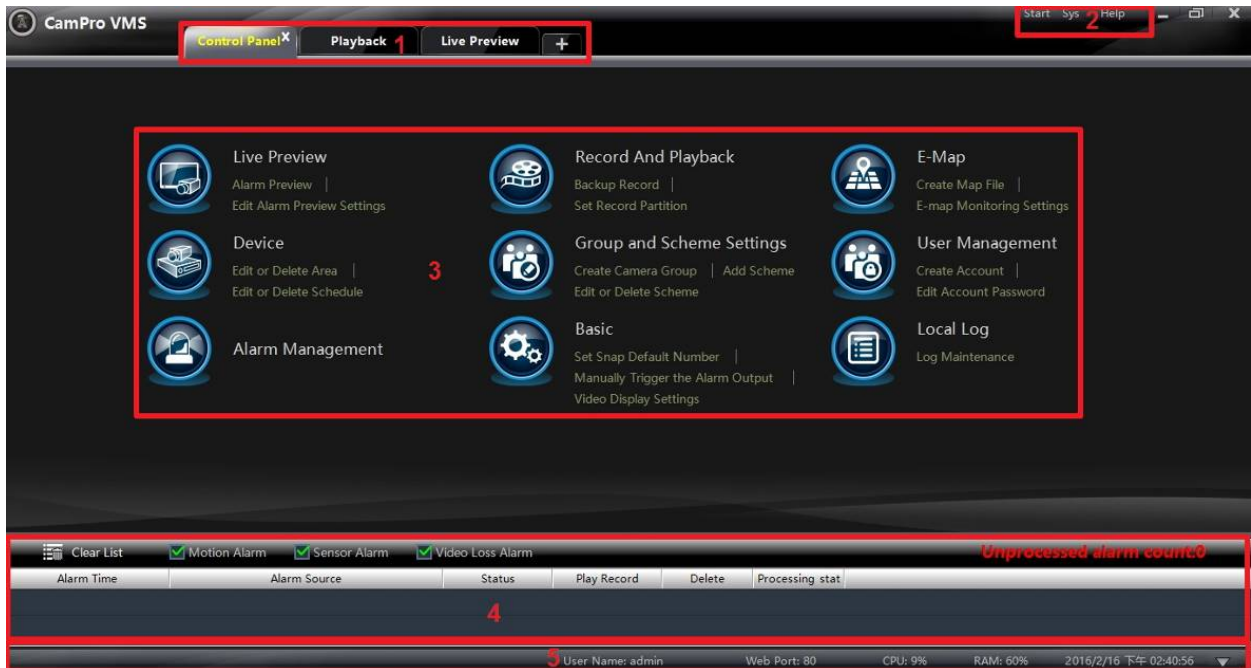 CamPro VMS
Control Panel X Playback 1 Live Preview +
Start Sys 2 Help X
Live Preview
Alarm Preview |
Edit Alarm Preview Settings
Record And Playback
Backup Record |
Set Record Partition
E-Map
Create Map File |
E-map Monitoring Settings
Device
Edit or Delete Area |
Edit or Delete Schedule
3
Group and Scheme Settings
Create Camera Group | Add Scheme
Edit or Delete Scheme
User Management
Create Account |
Edit Account Password
Alarm Management
Basic
Set Snap Default Number |
Manually Trigger the Alarm Output |
Video Display Settings
Local Log
Log Maintenance
Clear List Motion Alarm Sensor Alarm Video Loss Alarm Unprocessed alarm count:0
Alarm Time Alarm Source Status Play Record Delete Processing stat
4
5 User Name: admin Web Port: 80 CPU: 9% RAM: 60% 2016/2/16 下午 02:40:56